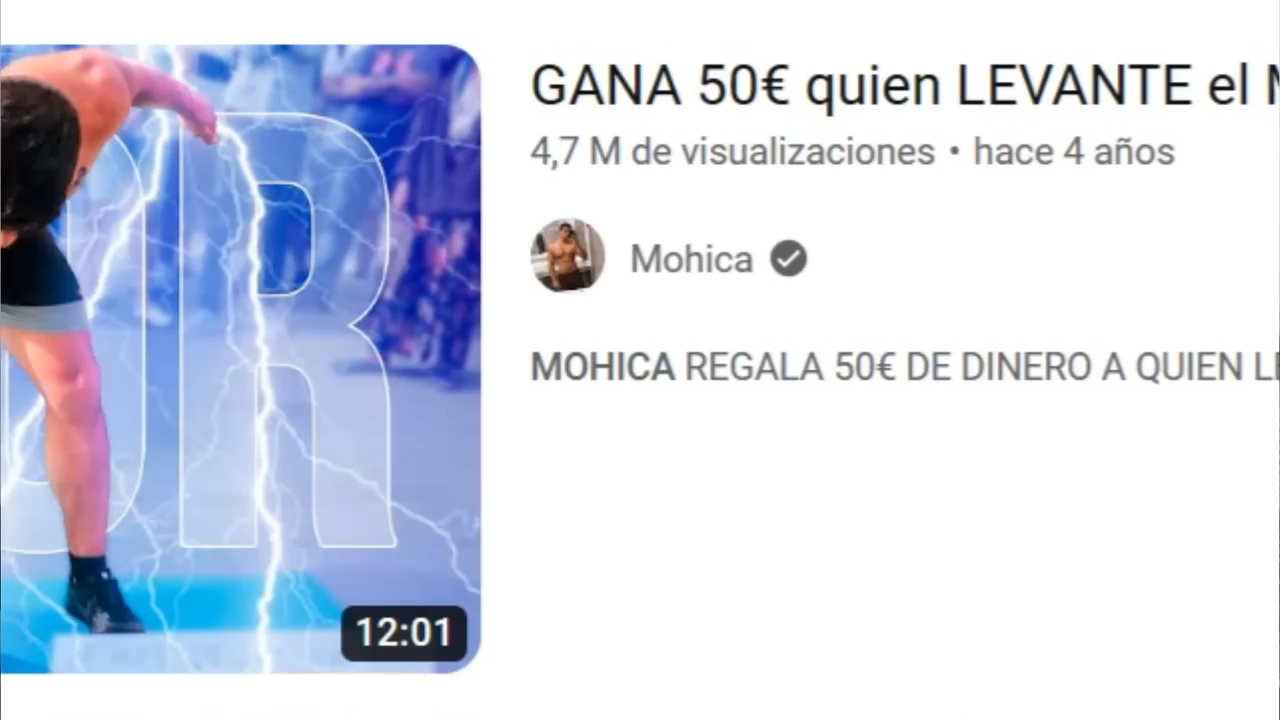 GANA 50€ quien LEVANTE el
4,7 M de visualizaciones • hace 4 años
Mohica
MOHICA REGALA 50€ DE DINERO A QUIEN
R
12:01